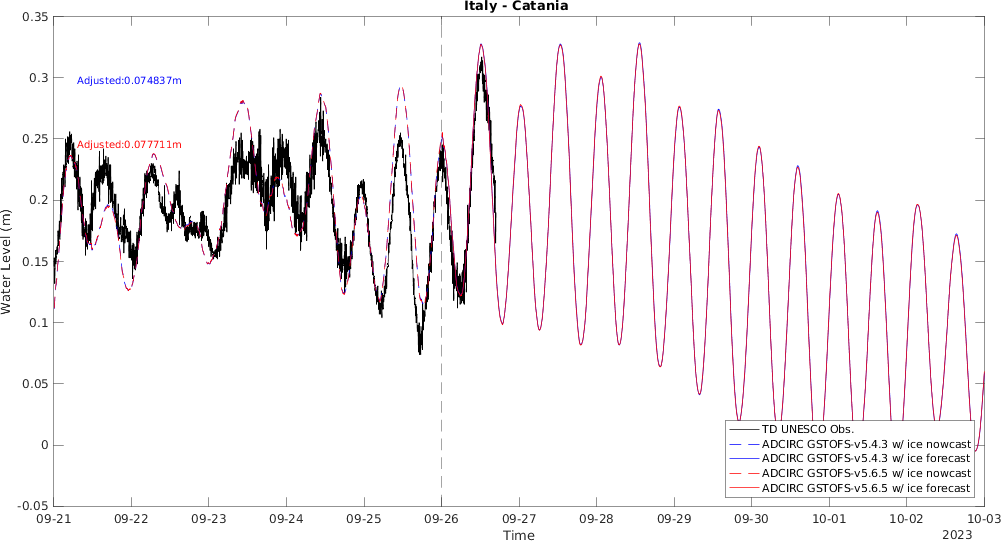 Italy - Catania
0.35
0.3
0.25
0.2
0.15
0.1
0.05
0
-0.05
Water Level (m)
Adjusted:0.074837m
Adjusted:0.077711m
TD UNESCO Obs.
ADCIRC GSTOFS-v5.4.3 w/ ice nowcast
ADCIRC GSTOFS-v5.4.3 w/ ice forecast
ADCIRC GSTOFS-v5.6.5 w/ ice nowcast
ADCIRC GSTOFS-v5.6.5 w/ ice forecast
09-21 09-22 09-23 09-24 09-25 09-26 09-27 09-28 09-29 09-30 10-01 10-02 10-03
Time
2023